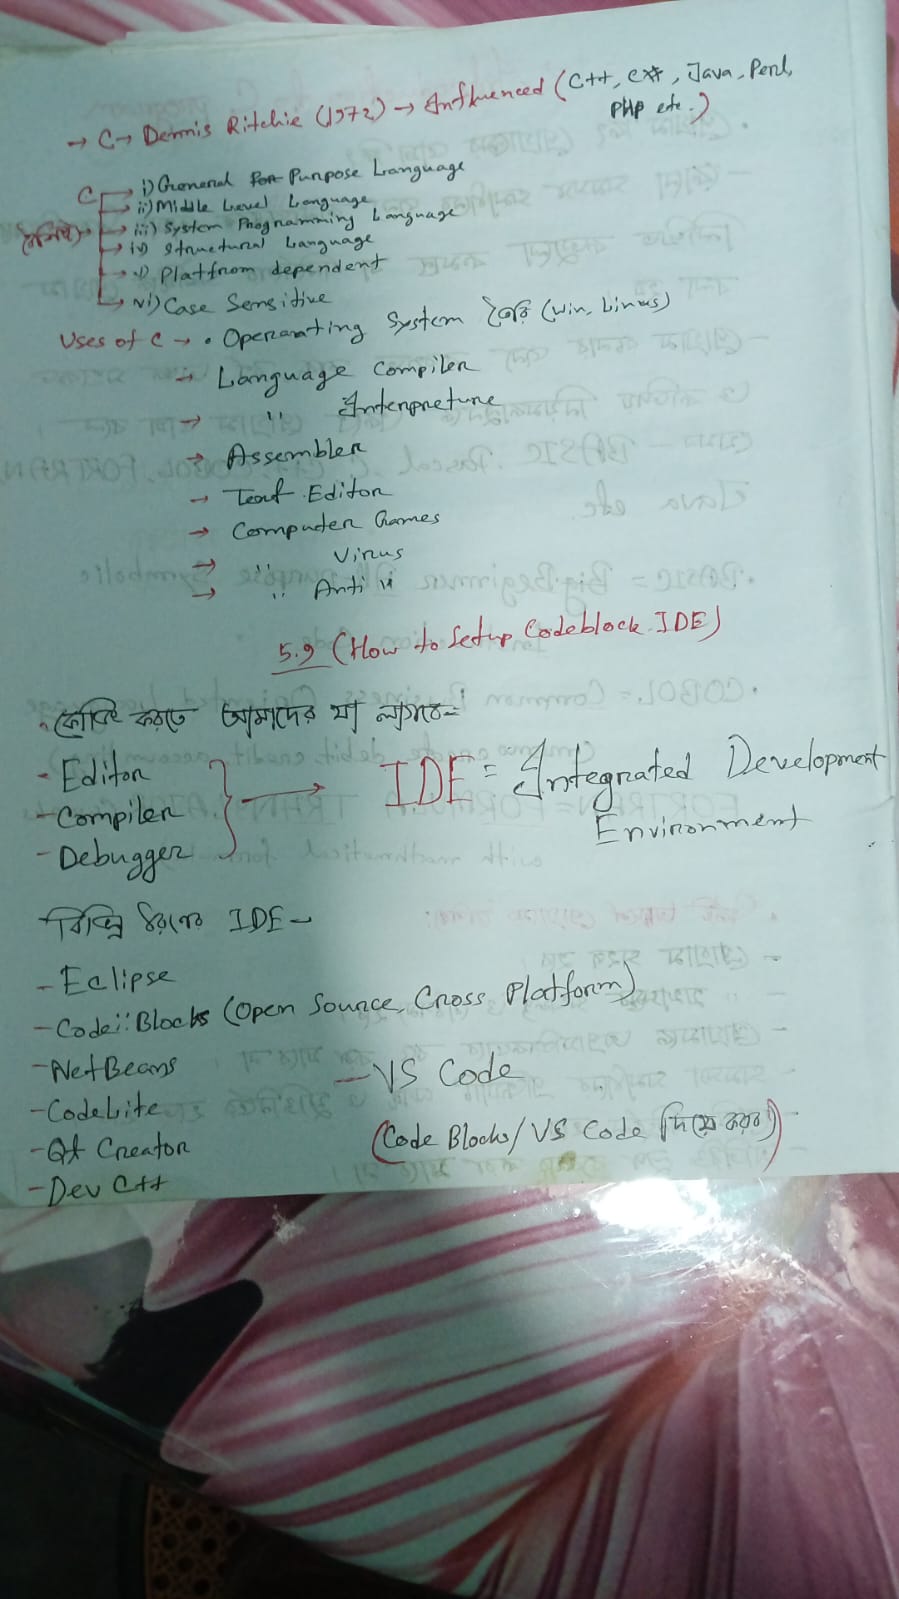 → C → Dennis Ritchie (1972) → Influenced (C++, C#, Java, Perl,
PHP etc.)
C
বৈশিষ্ট্য
i) General Purpose Language
ii) Middle Level Language
iii) System Programming Language
iv) Structural Language
v) Platfrom dependent
vi) Case Sensitive
Uses of C → • Operating System তৈরি (Win, Linux)
→ Language Compiler
→ " Interpreture
→ Assembler
→ Text Editor
→ Computer Games
→ " Virus
→ " Anti "
5.9 (How to Setup Codeblock IDE)
• কোডিং করতে আমাদের যা লাগবে-
- Editor
- Compiler
- Debugger
→ IDE = Integrated Development
Environment
বিভিন্ন ধরণের IDE -
- Eclipse
- Code::Blocks (Open Source, Cross Platform)
- NetBeans
- CodeLite
- Qt Creator
- Dev C++
- VS Code
(Code Blocks/VS Code দিয়ে করব)